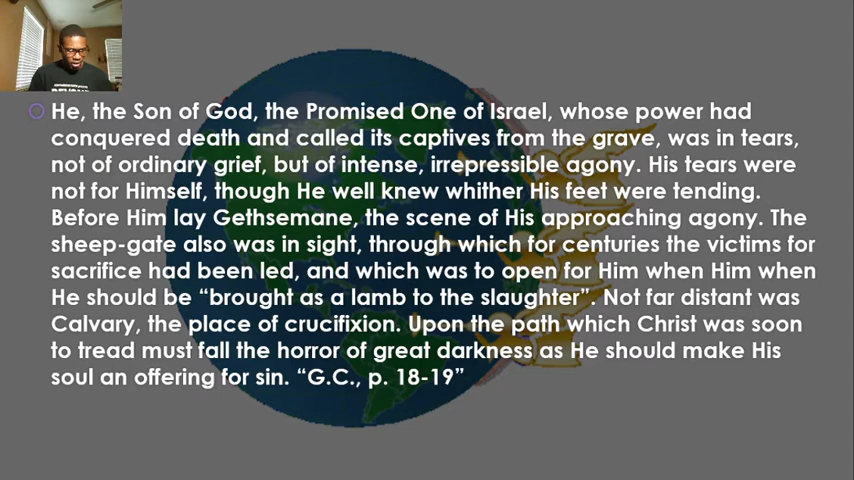 He, the Son of God, the Promised One of Israel, whose power had
conquered death and called its captives from the grave, was in tears,
not of ordinary grief, but of intense, irrepressible agony. His tears were
not for Himself, though He well knew whither His feet were tending.
Before Him lay Gethsemane, the scene of His approaching agony. The
sheep-gate also was in sight, through which for centuries the victims for
sacrifice had been led, and which was to open for Him when Him when
He should be “brought as a lamb to the slaughter”. Not far distant was
Calvary, the place of crucifixion. Upon the path which Christ was soon
to tread must fall the horror of great darkness as He should make His
soul an offering for sin. “G.C., p. 18-19”